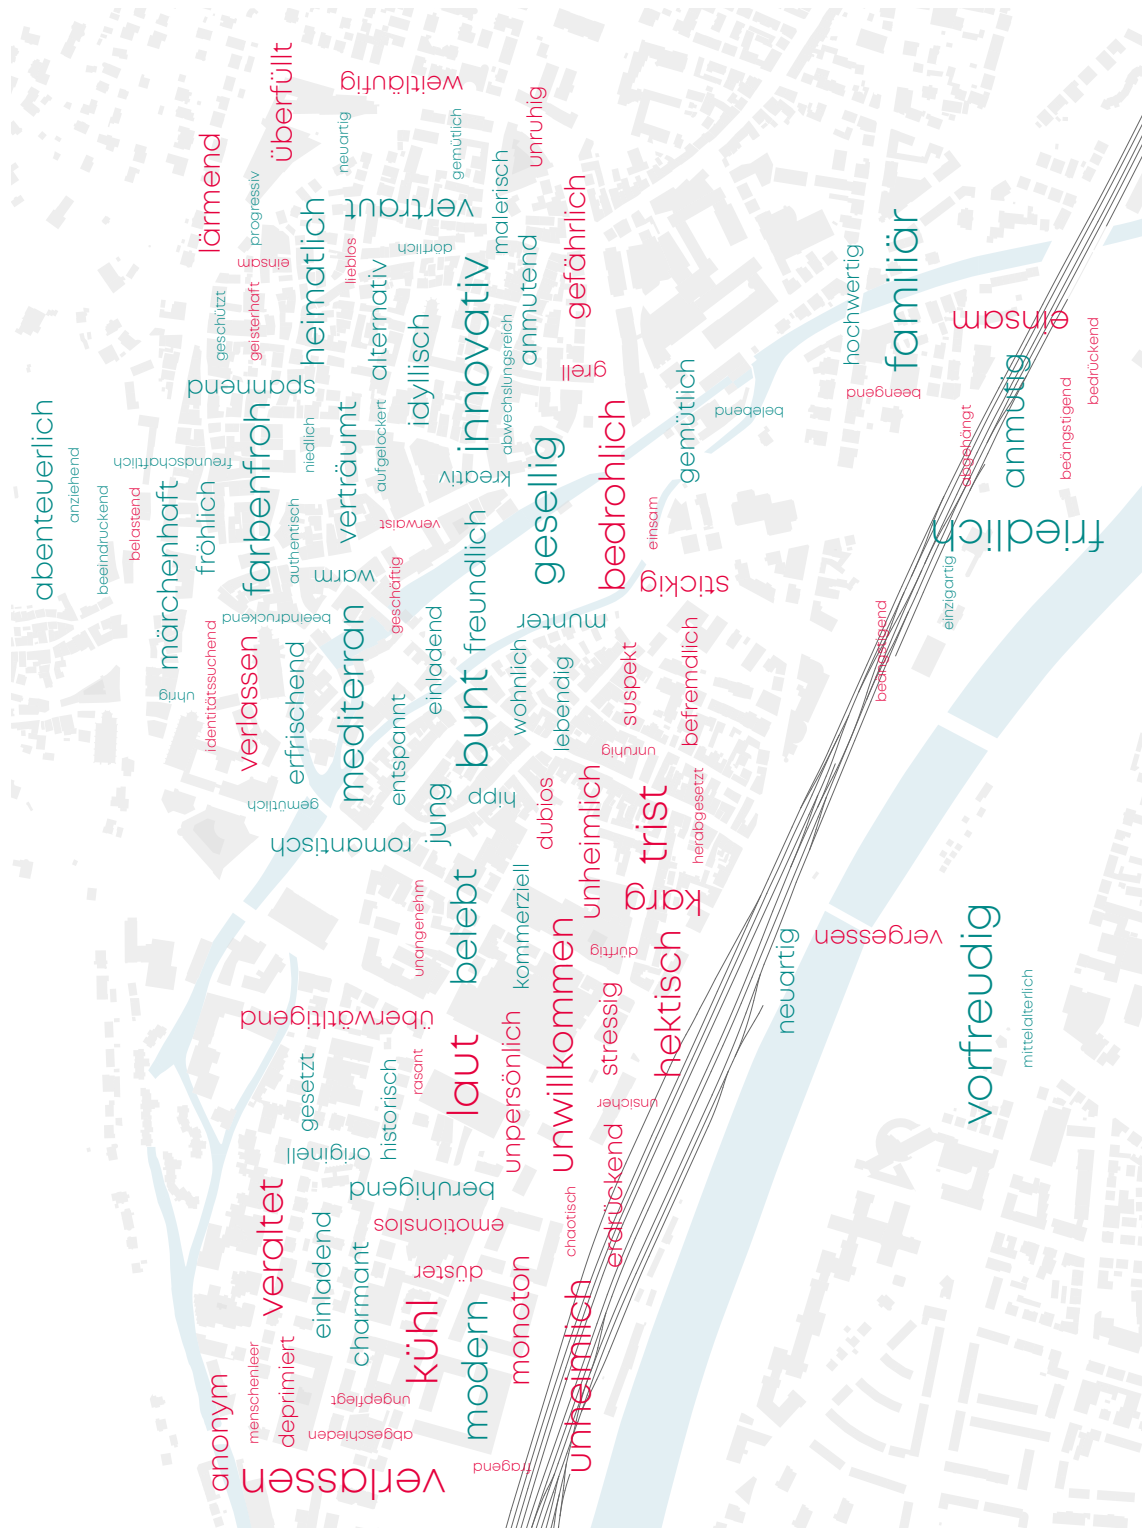 überfüllt
weitläufig
neuartig
gemütlich
unruhig
lärmend
progressiv
vertraut
malerisch
gefährlich
einsam
heimatlich
lieblos
dörflich
anmutend
geschützt
geisterhaft
alternativ
idyllisch
innovativ
abwechslungsreich
grell
hochwertig
familiär
einsam
bedrückend
spannend
beengend
abenteuerlich
anziehend
freundschaftlich
farbenfroh
niedlich
verträumt
aufgelockert
kreativ
gesellig
bedrohlich
gemütlich
belebend
abgehängt
anmutig
beängstigend
beeindruckend
belastend
märchenhaft
fröhlich
authentisch
verwaist
freundlich
einsam
friedlich
warm
geschäftig
stickig
einzigartig
beeindruckend
mediterran
einladend
munter
uhrig
identitätssuchend
verlassen
erfrischend
entspannt
bunt
wohnlich
lebendig
suspekt
befremdlich
beängstigend
unruhig
gemütlich
jung
hipp
dubios
unheimlich
trist
herabgesetzt
romantisch
unangenehm
belebt
kommerziell
karg
unwillkommen
dürftig
hektisch
neuartig
vergessen
vorfreudig
mittelalterlich
überwältigend
gesetzt
historisch
rasant
laut
unpersönlich
stressig
unsicher
originell
beruhigend
erdrückend
veraltet
einladend
charmant
emotionslos
chaotisch
düster
kühl
modern
monoton
unheimlich
anonym
menschenleer
deprimiert
ungepflegt
abgeschieden
verlassen
fragend